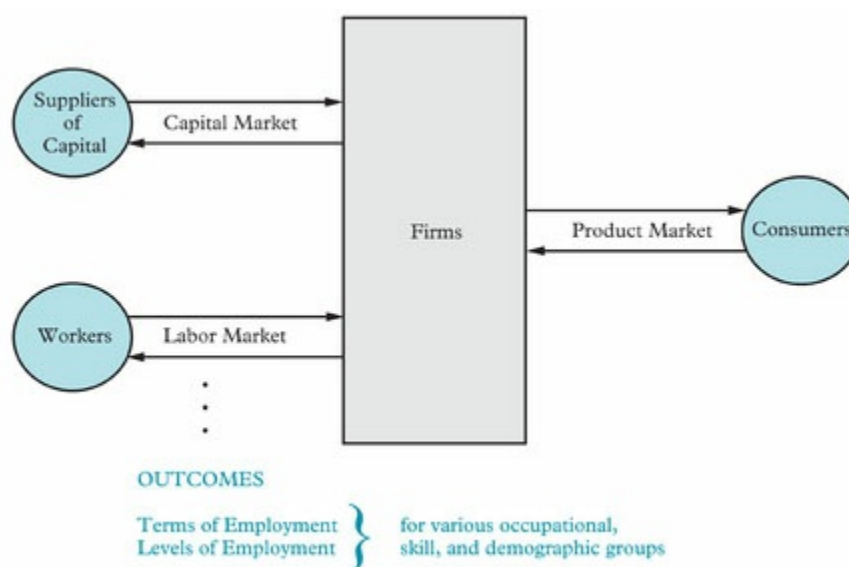 Suppliers
of
Capital
Capital Market
Firms
Product Market
Consumers
Workers
Labor Market
OUTCOMES
Terms of Employment
Levels of Employment
for various occupational,
skill, and demographic groups